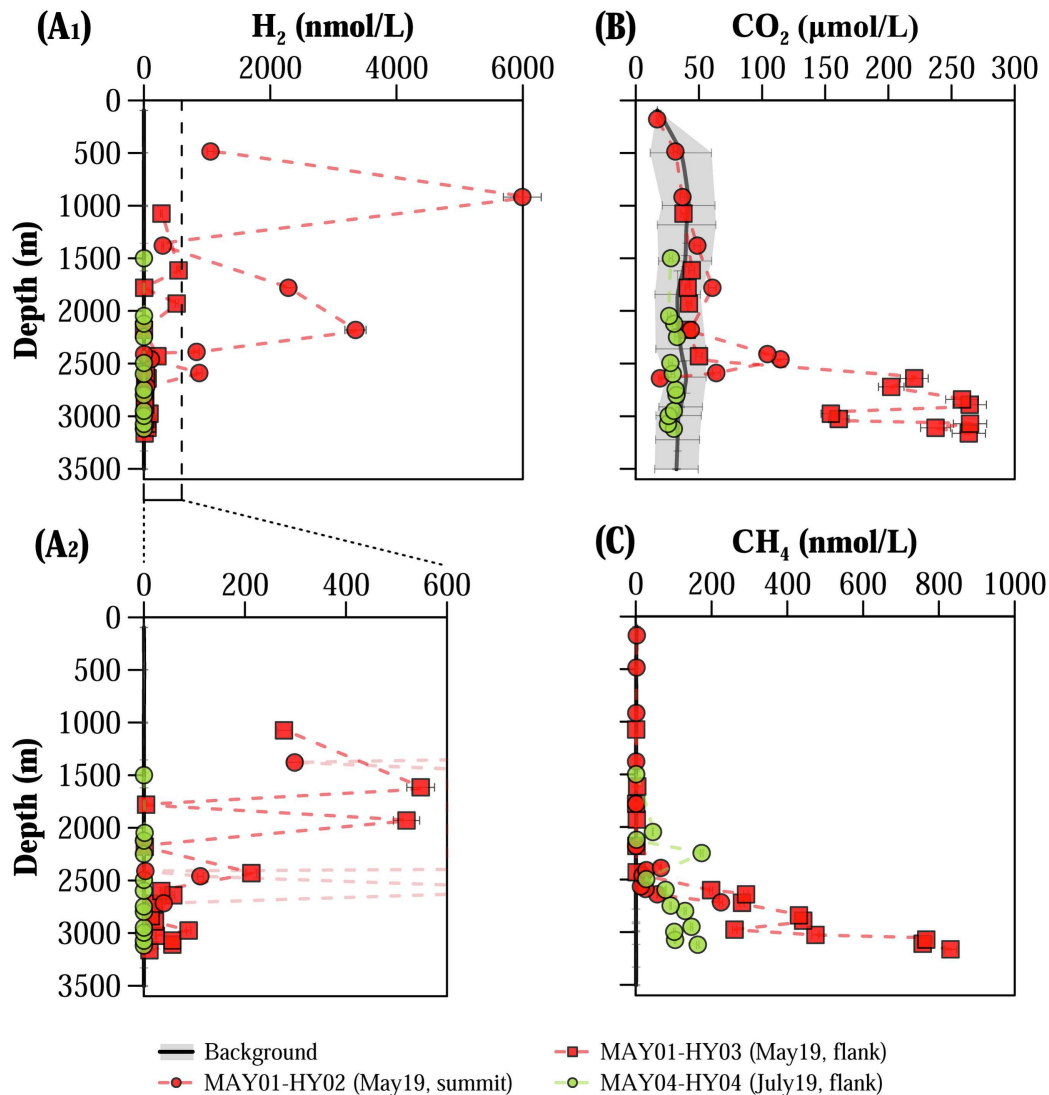 (A1) H2 (nmol/L)
0 2000 4000 6000
0
500
1000
1500
2000
2500
3000
3500
Depth (m)
(B) CO2 (μmol/L)
0 50 100 150 200 250 300
(A2)
0 200 400 600
0
500
1000
1500
2000
2500
3000
3500
Depth (m)
(C) CH4 (nmol/L)
0 200 400 600 800 1000
Background
MAY01-HY02 (May19, summit)
MAY01-HY03 (May19, flank)
MAY04-HY04 (July19, flank)